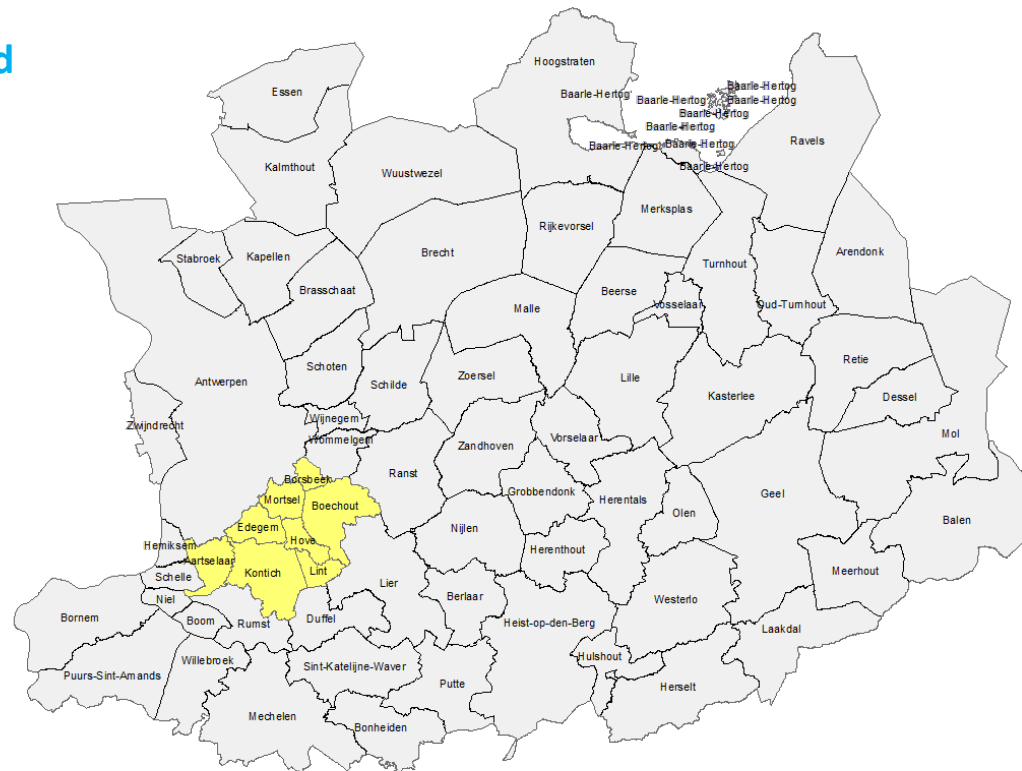 d
Hoogstraten
Essen
Baarle-Hertog
Baarle-Hertog
Baarle-Hertog
Baarle-Hertog
Baarle-Hertog
Baarle-Hertog
Baarle-Hertog
Baarle-Hertog
Baarle-Hertog
Ravels
Kalmthout
Wuustwezel
Merksplas
Rijkevorsel
Brecht
Kapellen
Stabroek
Arendonk
Turnhout
Brasschaat
Beerse
Vosselaar
Oud-Turnhout
Malle
Retie
Schoten
Schilde
Zoersel
Lille
Antwerpen
Kasterlee
Dessel
Wijnegem
Zwijndrecht
Mol
Wommelgem
Vorselaar
Zandhoven
Ranst
Borsbeek
Grobbendonk
Herentals
Geel
Mortsel
Boechout
Olen
Balen
Edegem
Nijlen
Hove
Hemiksem
Herenthout
Aartselaar
Lint
Kontich
Meerhout
Schelle
Lier
Berlaar
Westerlo
Niel
Bornem
Boom
Rumst
Duffel
Heist-op-den-Berg
Laakdal
Willebroek
Hulshout
Sint-Katelijne-Waver
Puurs-Sint-Amands
Putte
Herselt
Mechelen
Bonheiden